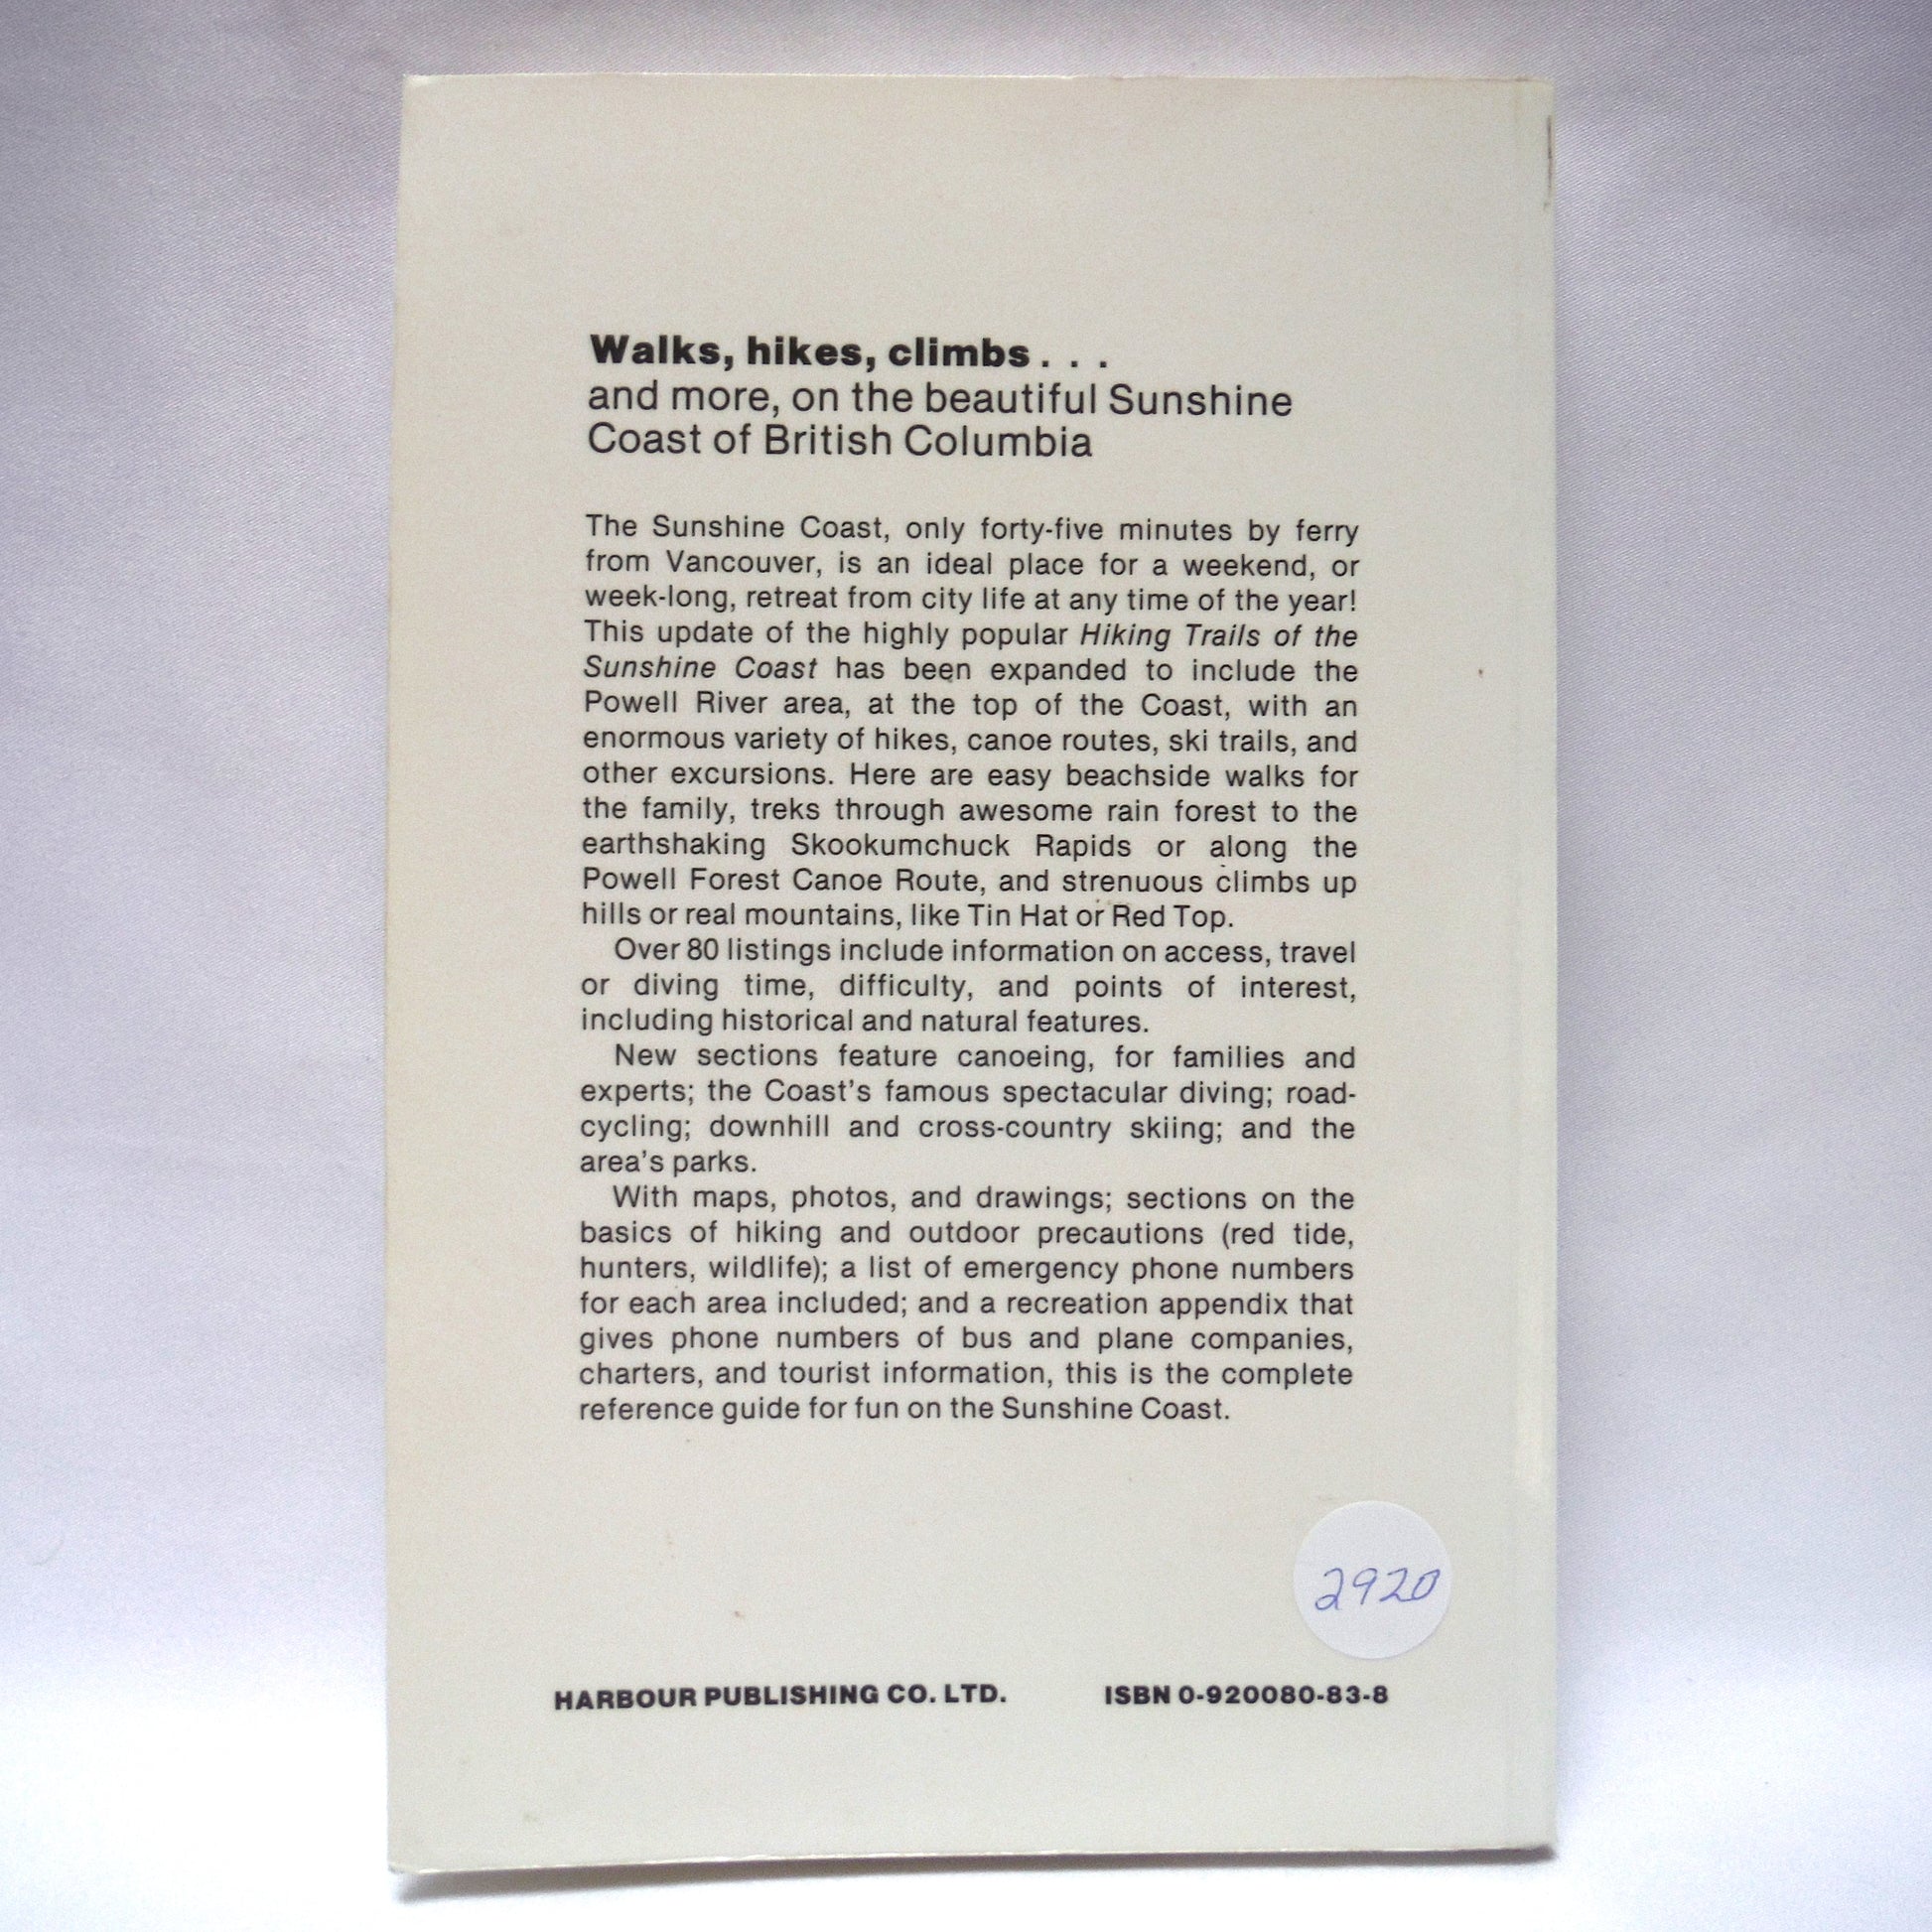 Walks, hikes, climbs . . .
and more, on the beautiful Sunshine
Coast of British Columbia
The Sunshine Coast, only forty-five minutes by ferry
from Vancouver, is an ideal place for a weekend, or
week-long, retreat from city life at any time of the year!
This update of the highly popular Hiking Trails of the
Sunshine Coast has been expanded to include the
Powell River area, at the top of the Coast, with an
enormous variety of hikes, canoe routes, ski trails, and
other excursions. Here are easy beachside walks for
the family, treks through awesome rain forest to the
earthshaking Skookumchuck Rapids or along the
Powell Forest Canoe Route, and strenuous climbs up
hills or real mountains, like Tin Hat or Red Top.
Over 80 listings include information on access, travel
or diving time, difficulty, and points of interest,
including historical and natural features.
New sections feature canoeing, for families and
experts; the Coast's famous spectacular diving; road-
cycling; downhill and cross-country skiing; and the
area's parks.
With maps, photos, and drawings; sections on the
basics of hiking and outdoor precautions (red tide,
hunters, wildlife); a list of emergency phone numbers
for each area included; and a recreation appendix that
gives phone numbers of bus and plane companies,
charters, and tourist information, this is the complete
reference guide for fun on the Sunshine Coast.
2920
HARBOUR PUBLISHING CO. LTD. ISBN 0-920080-83-8